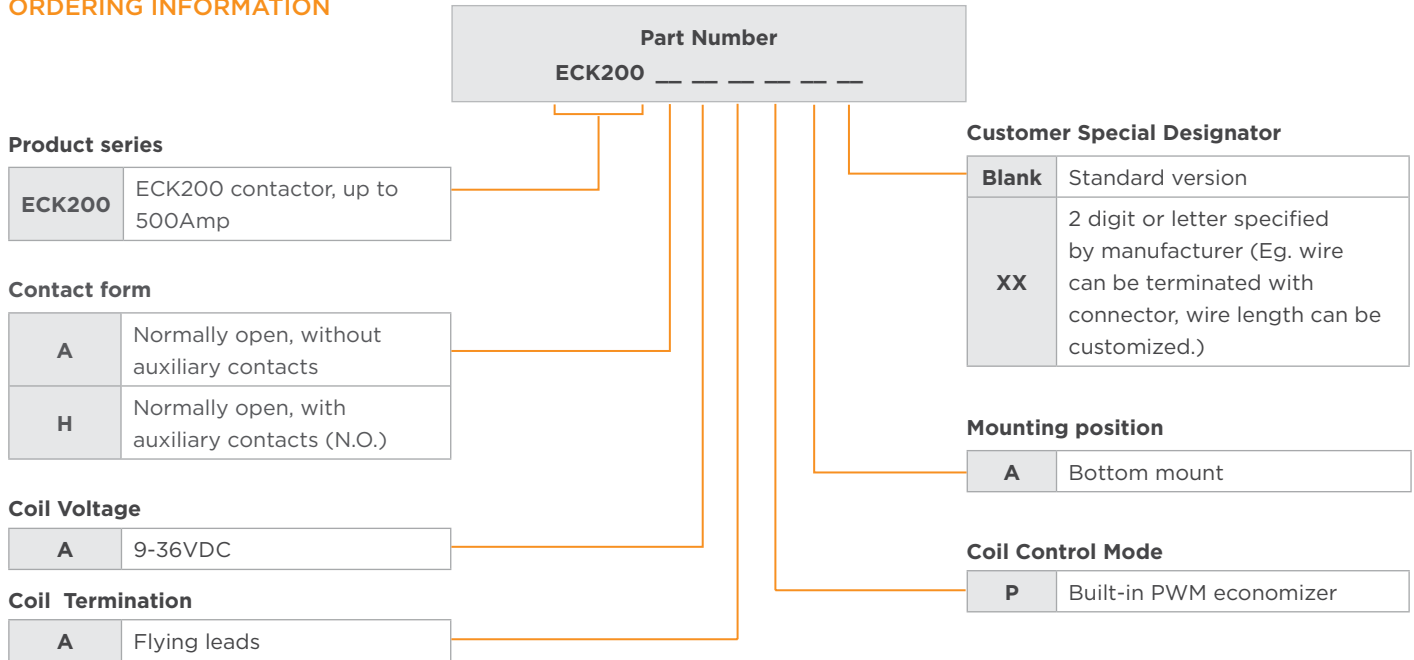 ORDERING INFORMATION
Part Number
ECK200 __ __ __ __ __ __
Product series
ECK200
ECK200 contactor, up to
500Amp
Contact form
A
Normally open, without
auxiliary contacts
H
Normally open, with
auxiliary contacts (N.O.)
Coil Voltage
A
9-36VDC
Coil Termination
A
Flying leads
Customer Special Designator
Blank
Standard version
XX
2 digit or letter specified
by manufacturer (Eg. wire
can be terminated with
connector, wire length can be
customized.)
Mounting position
A
Bottom mount
Coil Control Mode
P
Built-in PWM economizer